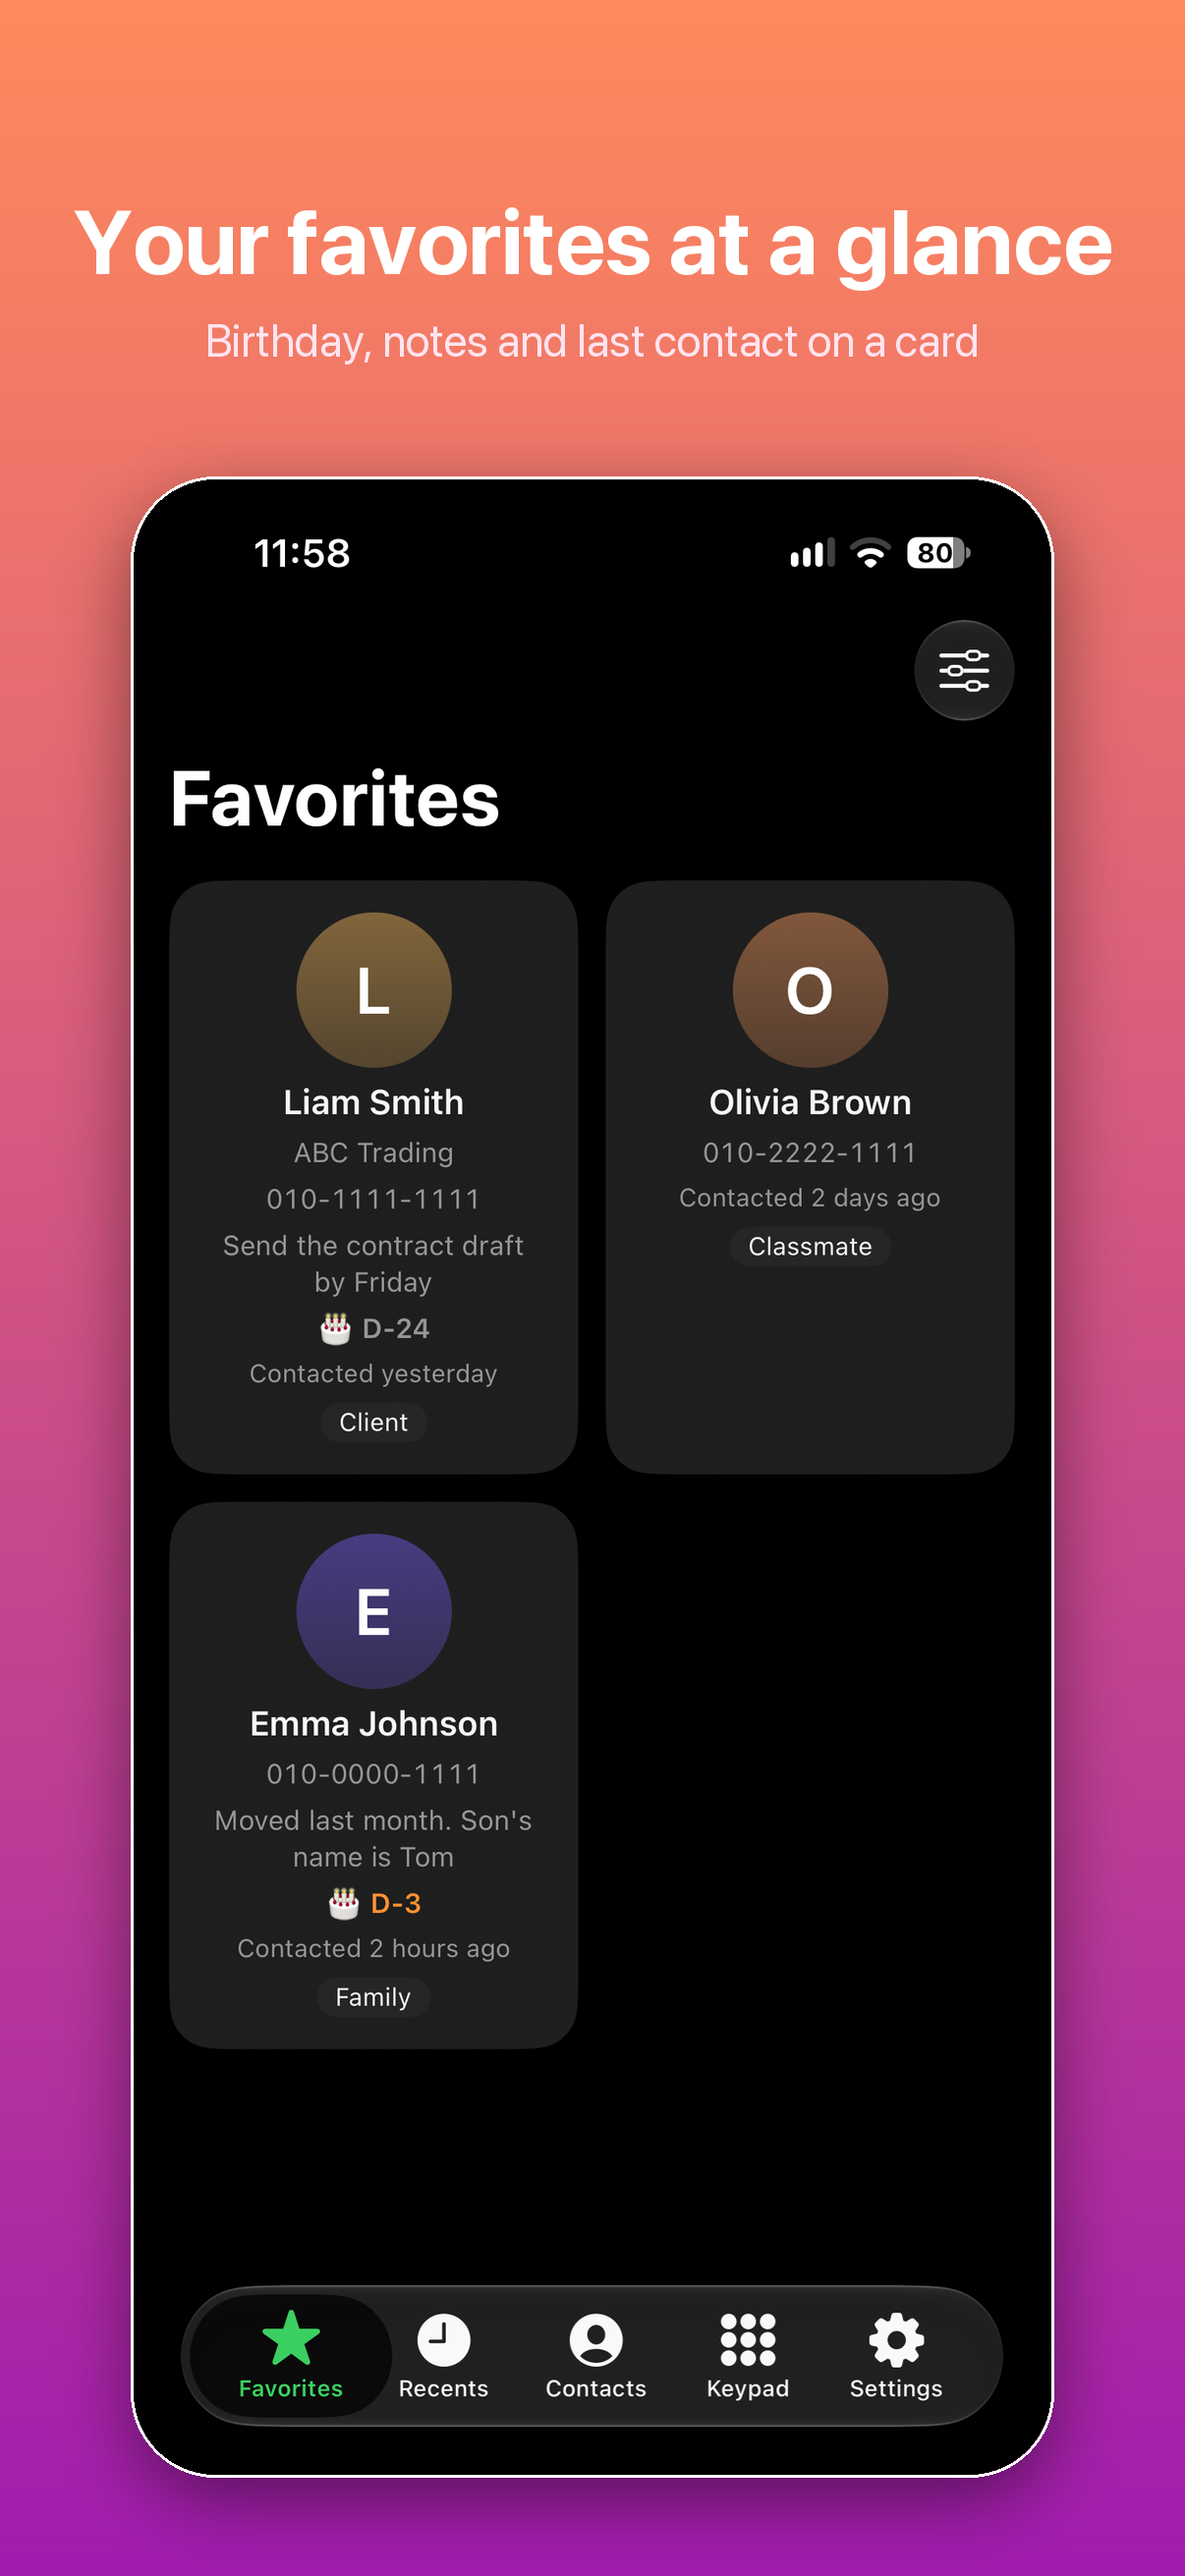 Your favorites at a glance
Birthday, notes and last contact on a card
11:58
80
Favorites
L
Liam Smith
ABC Trading
010-1111-1111
Send the contract draft
by Friday
🎂 D-24
Contacted yesterday
Client
O
Olivia Brown
010-2222-1111
Contacted 2 days ago
Classmate
E
Emma Johnson
010-0000-1111
Moved last month. Son's
name is Tom
🎂 D-3
Contacted 2 hours ago
Family
Favorites
Recents
Contacts
Keypad
Settings